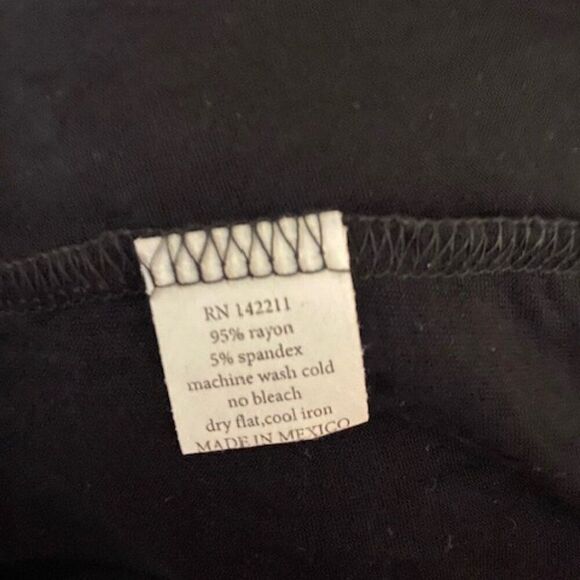 RN 142211
95% rayon
5% spandex
machine wash cold
no bleach
dry flat,cool iron
MADE IN MEXICO